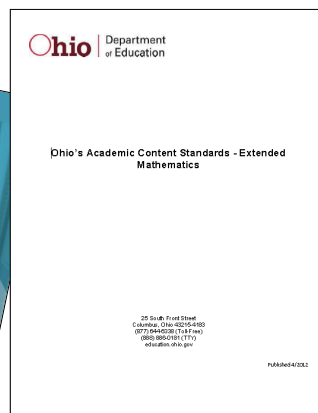 Ohio Department
of Education
Ohio's Academic Content Standards - Extended
Mathematics
25 South Front Street
Columbus, Ohio 43215-4183
(877) 644-6338 (Toll-Free)
(888) 886-0181 (TTY)
education.ohio.gov
Published 4/2012